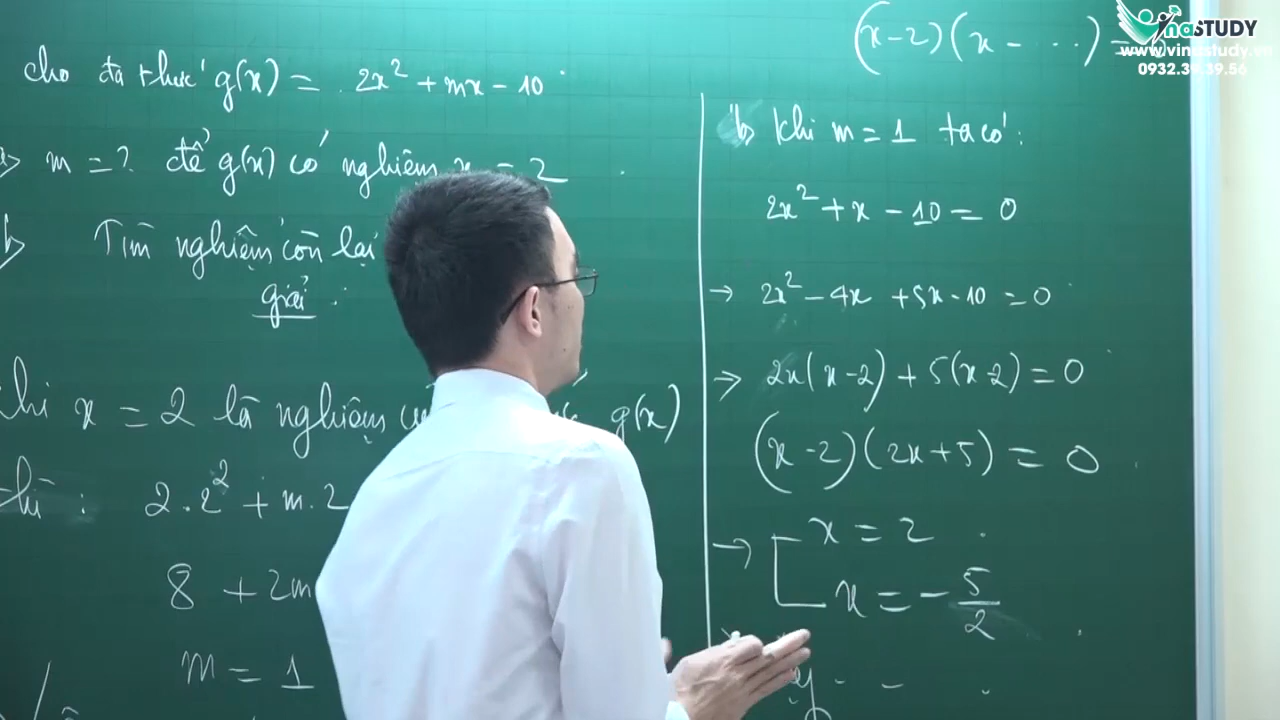 cho đa thức g(x) = 2x² + mx - 10
a> m = ? để g(x) có nghiệm x = 2
b> Tìm nghiệm còn lại
giải :
khi x = 2 là nghiệm g(x)
thì : 2.2² + m.2
8 + 2m
m = 1
(x-2)(x - ...) =
b> khi m = 1 ta có :
2x² + x - 10 = 0
→ 2x² - 4x + 5x - 10 = 0
→ 2x(x-2) + 5(x-2) = 0
(x-2)(2x+5) = 0
→ [ x = 2
x = - 5/2
VinaSTUDY
www.vinastudy.vn
0932.39.39.56